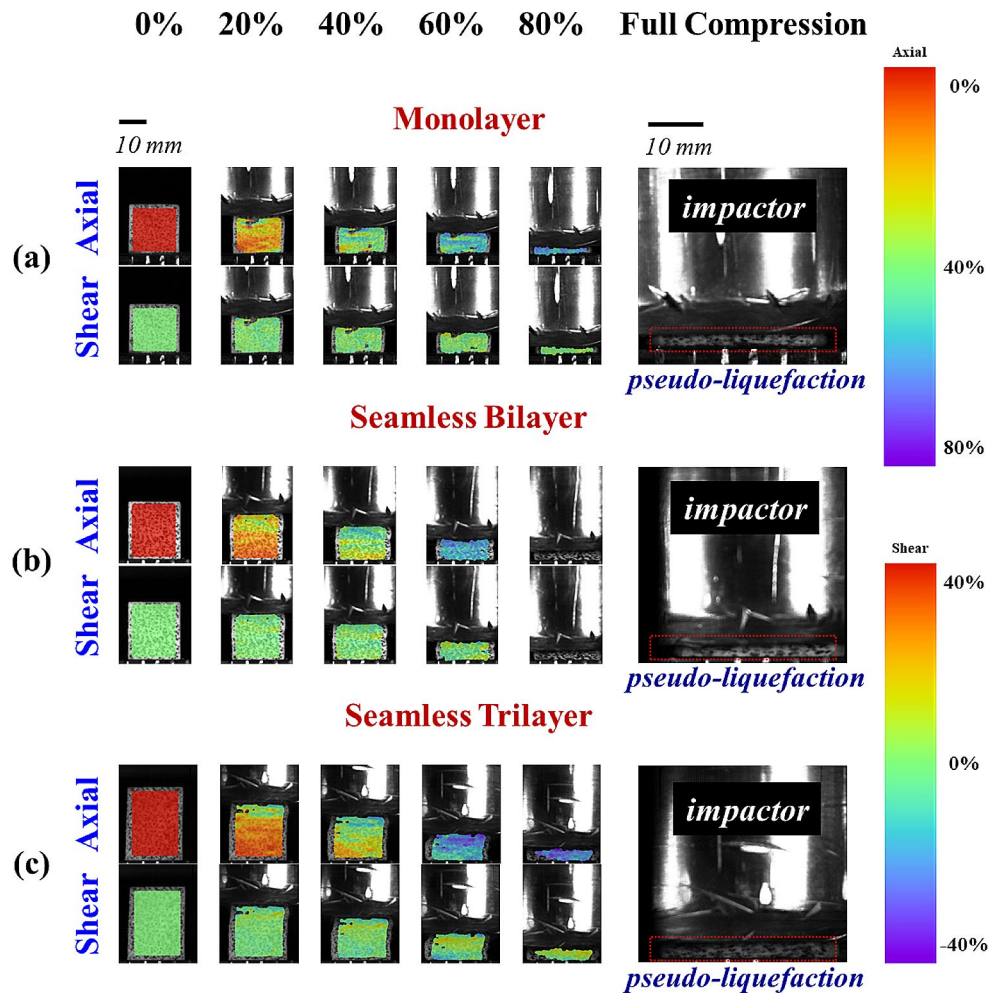 0% 20% 40% 60% 80% Full Compression
Axial
0%
40%
80%
Monolayer
10 mm
10 mm
(a)
Axial
Shear
impactor
pseudo-liquefaction
Seamless Bilayer
(b)
Axial
Shear
impactor
pseudo-liquefaction
Shear
40%
0%
-40%
Seamless Trilayer
(c)
Axial
Shear
impactor
pseudo-liquefaction